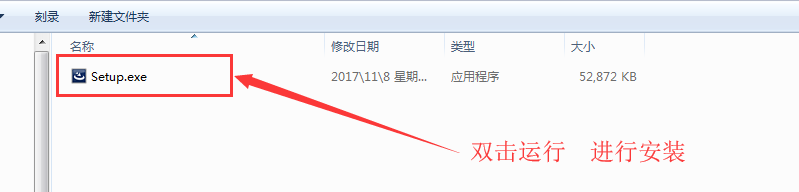 刻录 新建文件夹
名称 修改日期 类型 大小
Setup.exe 2017\11\8 星期... 应用程序 52,872 KB
双击运行 进行安装